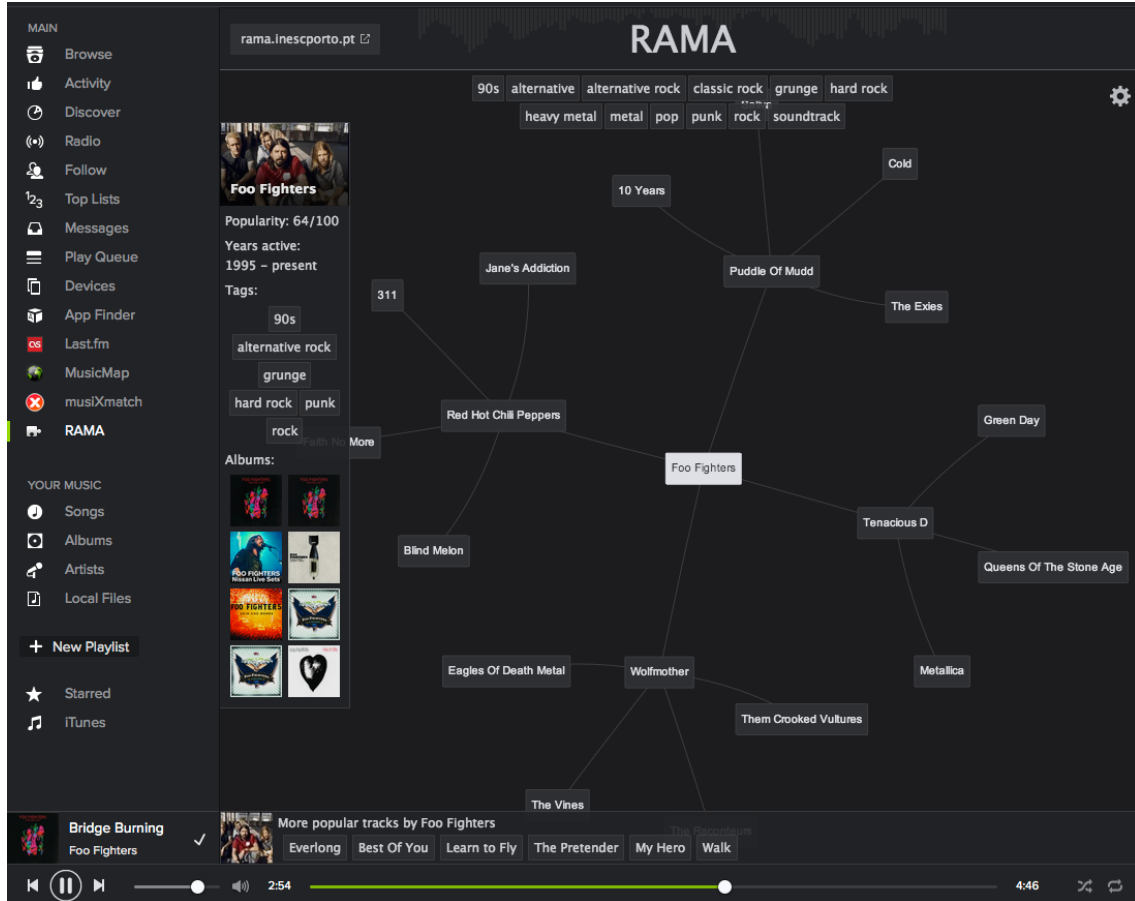 MAIN
Browse
Activity
Discover
Radio
Follow
Top Lists
Messages
Play Queue
Devices
App Finder
Last.fm
MusicMap
musiXmatch
RAMA
YOUR MUSIC
Songs
Albums
Artists
Local Files
+ New Playlist
Starred
iTunes
rama.inescporto.pt
RAMA
90s alternative alternative rock classic rock grunge hard rock
heavy metal metal pop punk rock soundtrack
Foo Fighters
Popularity: 64/100
Years active:
1995 – present
Tags:
90s
alternative rock
grunge
hard rock punk
rock
Albums:
FOO FIGHTERS
Nissan Live Sets
FOO FIGHTERS
Cold
10 Years
Puddle Of Mudd
Jane's Addiction
311
The Exies
Red Hot Chili Peppers
Green Day
Faith No More
Foo Fighters
Tenacious D
Blind Melon
Queens Of The Stone Age
Eagles Of Death Metal
Wolfmother
Metallica
Them Crooked Vultures
The Vines
The Raconteurs
Bridge Burning
Foo Fighters
More popular tracks by Foo Fighters
Everlong Best Of You Learn to Fly The Pretender My Hero Walk
2:54
4:46